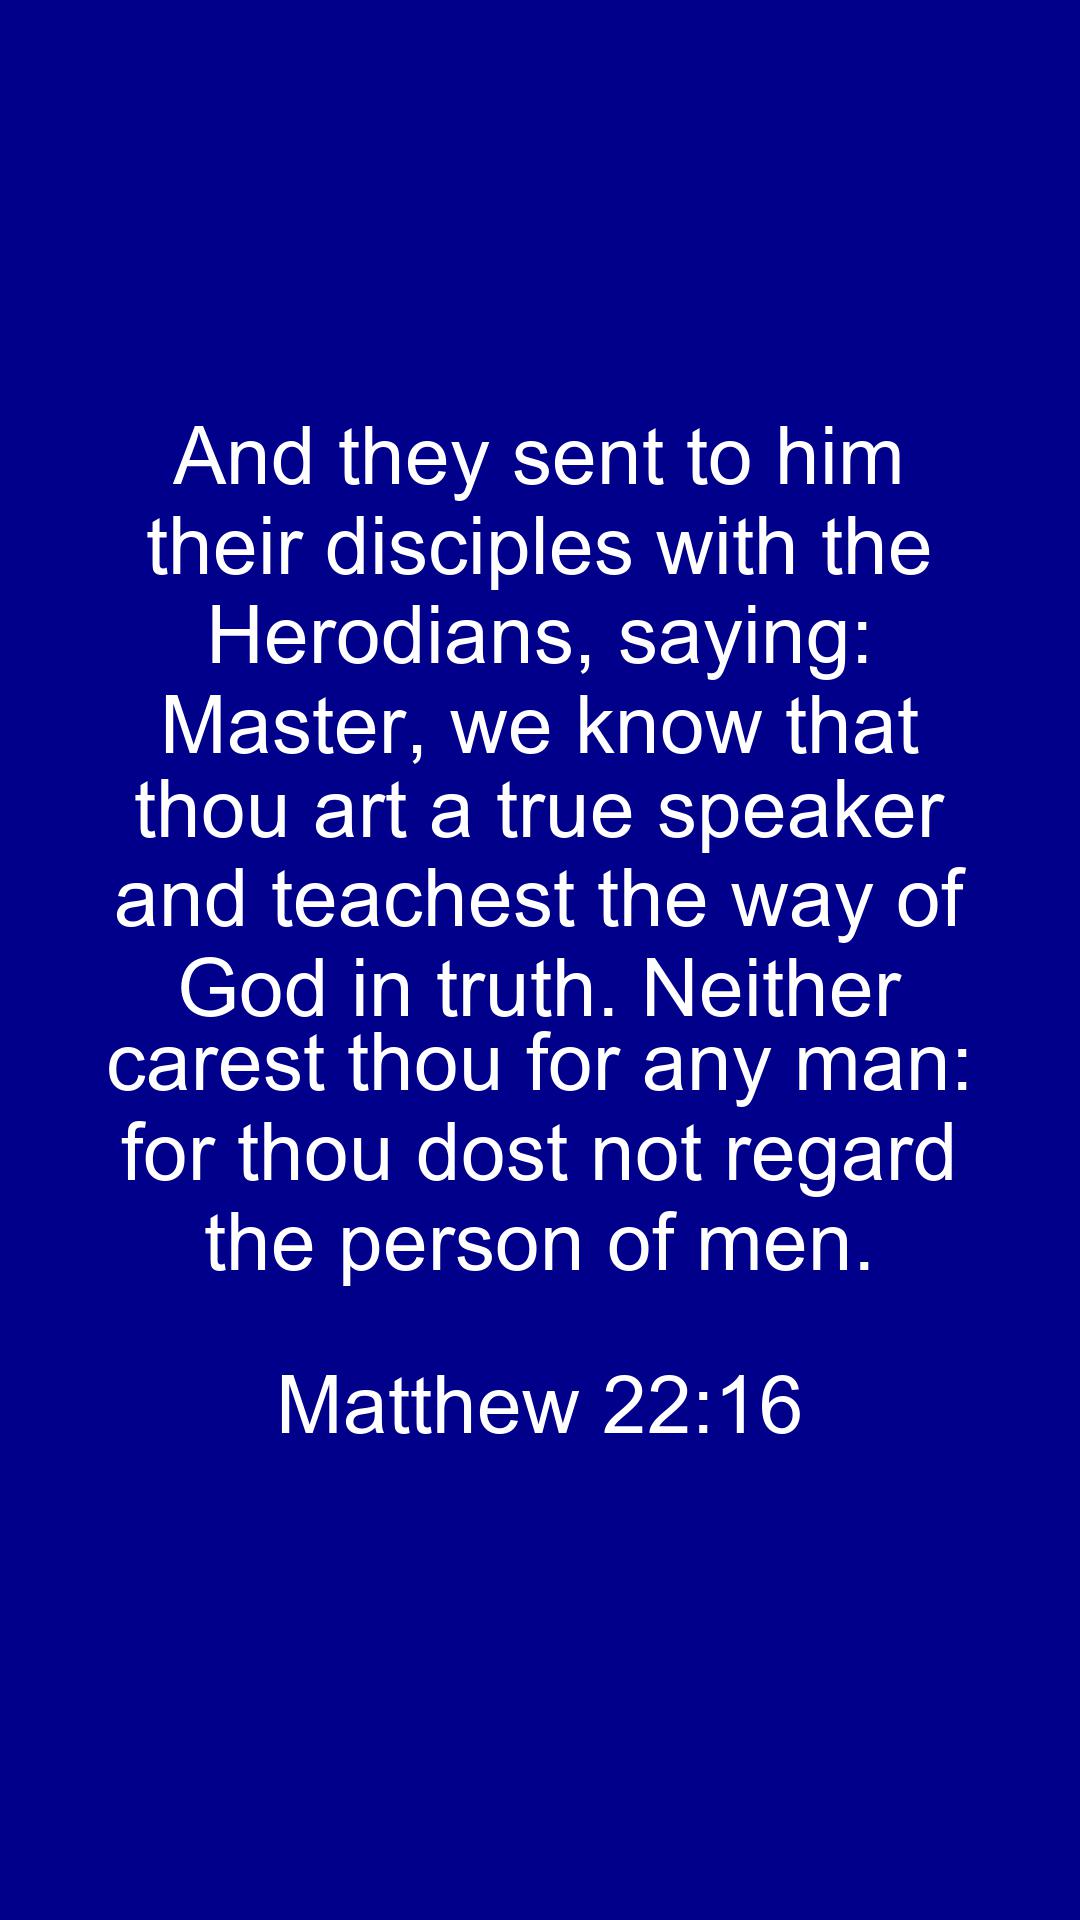 And they sent to him
their disciples with the
Herodians, saying:
Master, we know that
thou art a true speaker
and teachest the way of
God in truth. Neither
carest thou for any man:
for thou dost not regard
the person of men.
Matthew 22:16